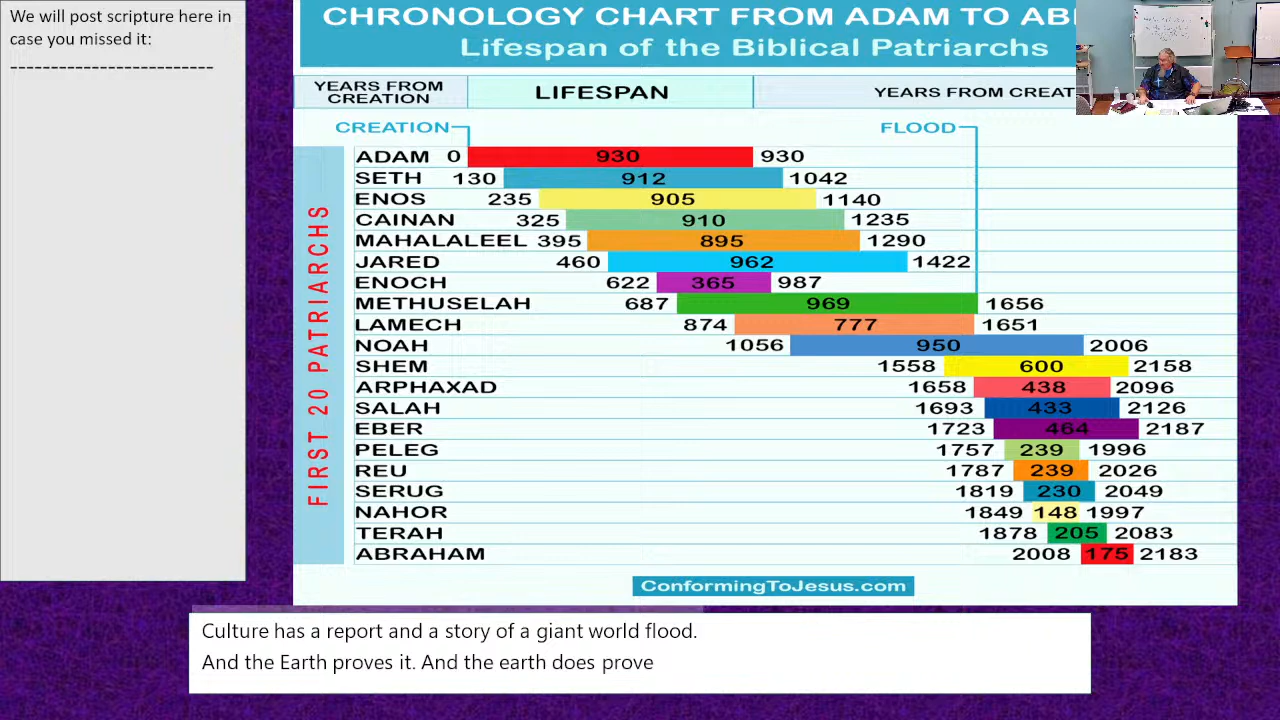 We will post scripture here in
case you missed it:
--------------------------
CHRONOLOGY CHART FROM ADAM TO
Lifespan of the Biblical Patriarchs
YEARS FROM
CREATION
LIFESPAN
YEARS FROM
CREATION
FLOOD
FIRST 20 PATRIARCHS
ADAM 0 930 930
SETH 130 912 1042
ENOS 235 905 1140
CAINAN 325 910 1235
MAHALALEEL 395 895 1290
JARED 460 962 1422
ENOCH 622 365 987
METHUSELAH 687 969 1656
LAMECH 874 777 1651
NOAH 1056 950 2006
SHEM 1558 600 2158
ARPHAXAD 1658 438 2096
SALAH 1693 433 2126
EBER 1723 464 2187
PELEG 1757 239 1996
REU 1787 239 2026
SERUG 1819 230 2049
NAHOR 1849 148 1997
TERAH 1878 205 2083
ABRAHAM 2008 175 2183
ConformingToJesus.com
Culture has a report and a story of a giant world flood.
And the Earth proves it. And the earth does prove